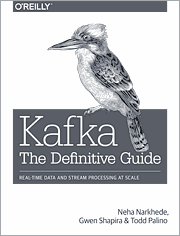 O'REILLY®
Kafka
The Definitive Guide
REAL-TIME DATA AND STREAM PROCESSING AT SCALE
Neha Narkhede,
Gwen Shapira & Todd Palino